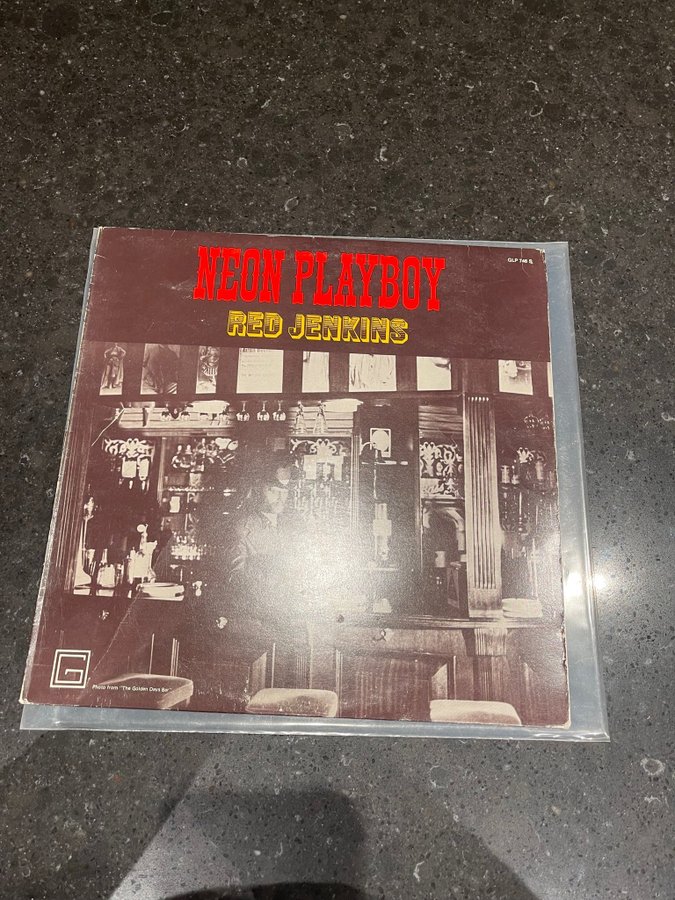 GLP 746 S
NEON PLAYBOY
RED JENKINS
G
Photo from "The Golden Days Bar"